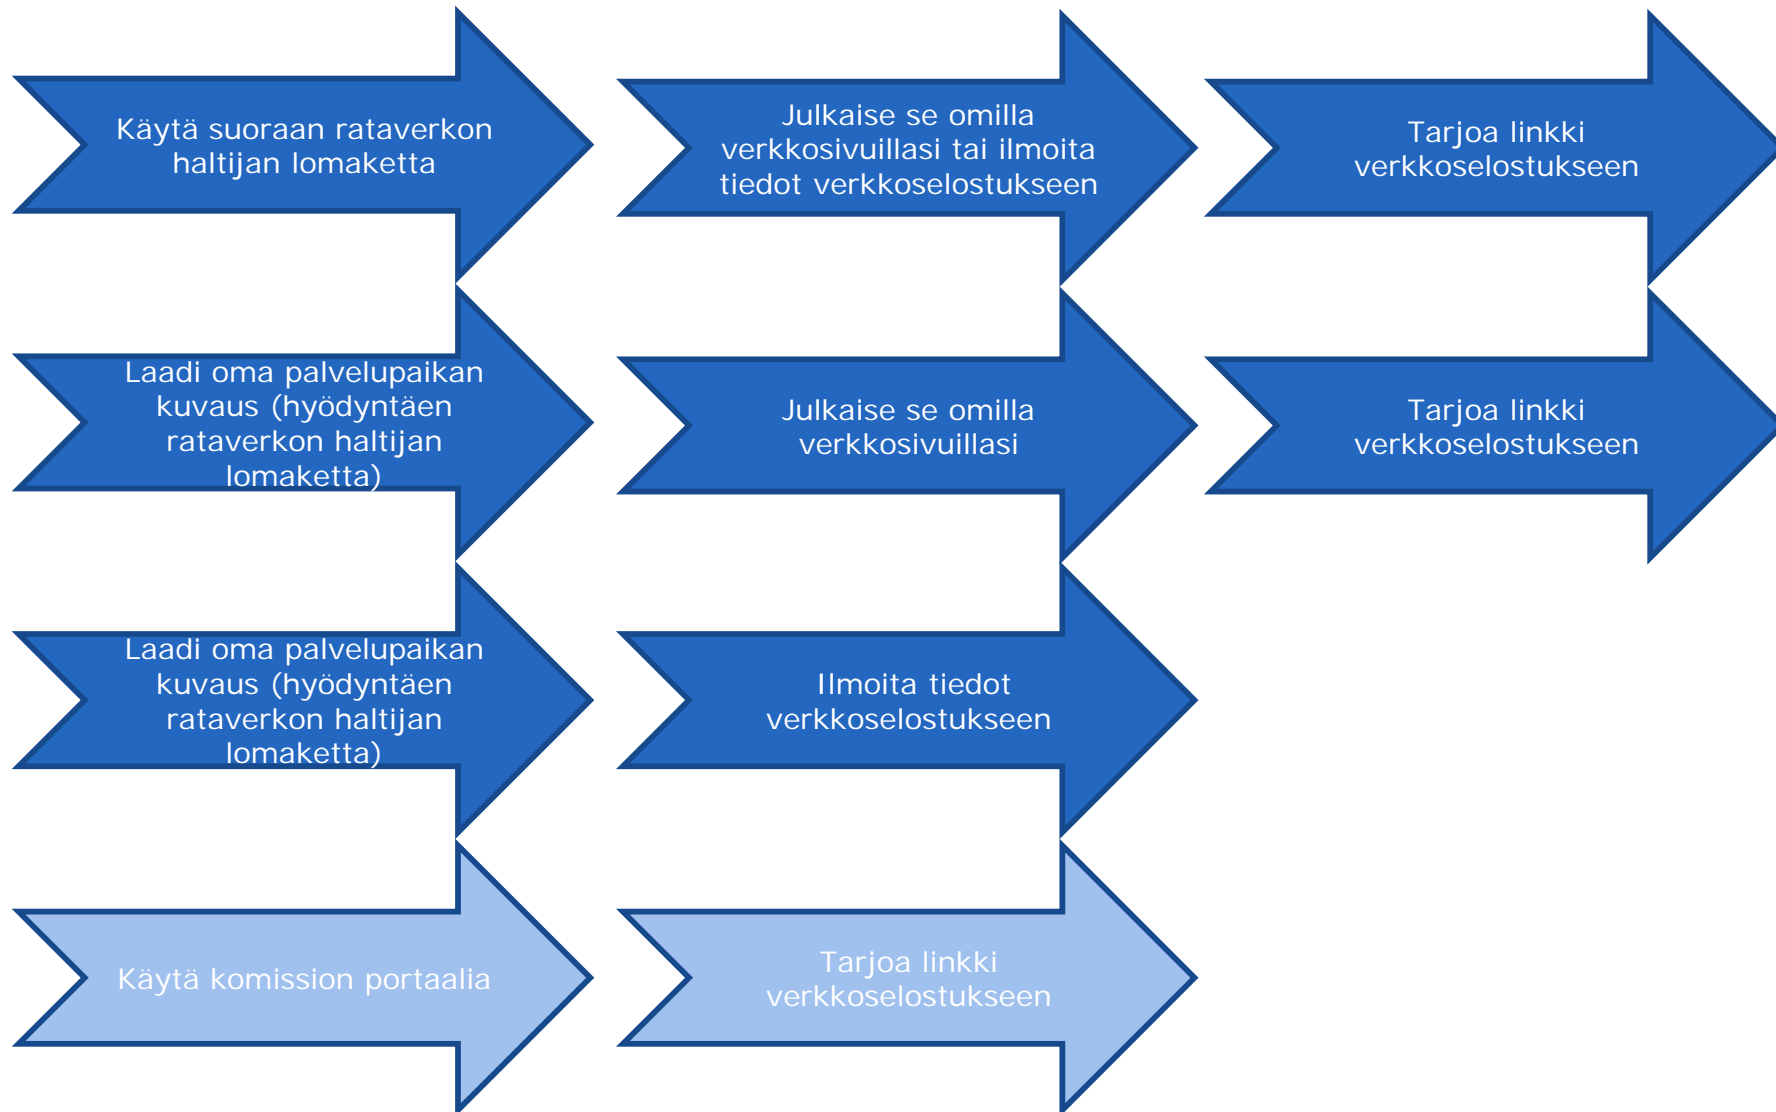 Käytä suoraan rataverkon
haltijan lomaketta
Julkaise se omilla
verkkosivuillasi tai ilmoita
tiedot verkkoselostukseen
Tarjoa linkki
verkkoselostukseen
Laadi oma palvelupaikan
kuvaus (hyödyntäen
rataverkon haltijan
lomaketta)
Julkaise se omilla
verkkosivuillasi
Tarjoa linkki
verkkoselostukseen
Laadi oma palvelupaikan
kuvaus (hyödyntäen
rataverkon haltijan
lomaketta)
Ilmoita tiedot
verkkoselostukseen
Käytä komission portaalia
Tarjoa linkki
verkkoselostukseen